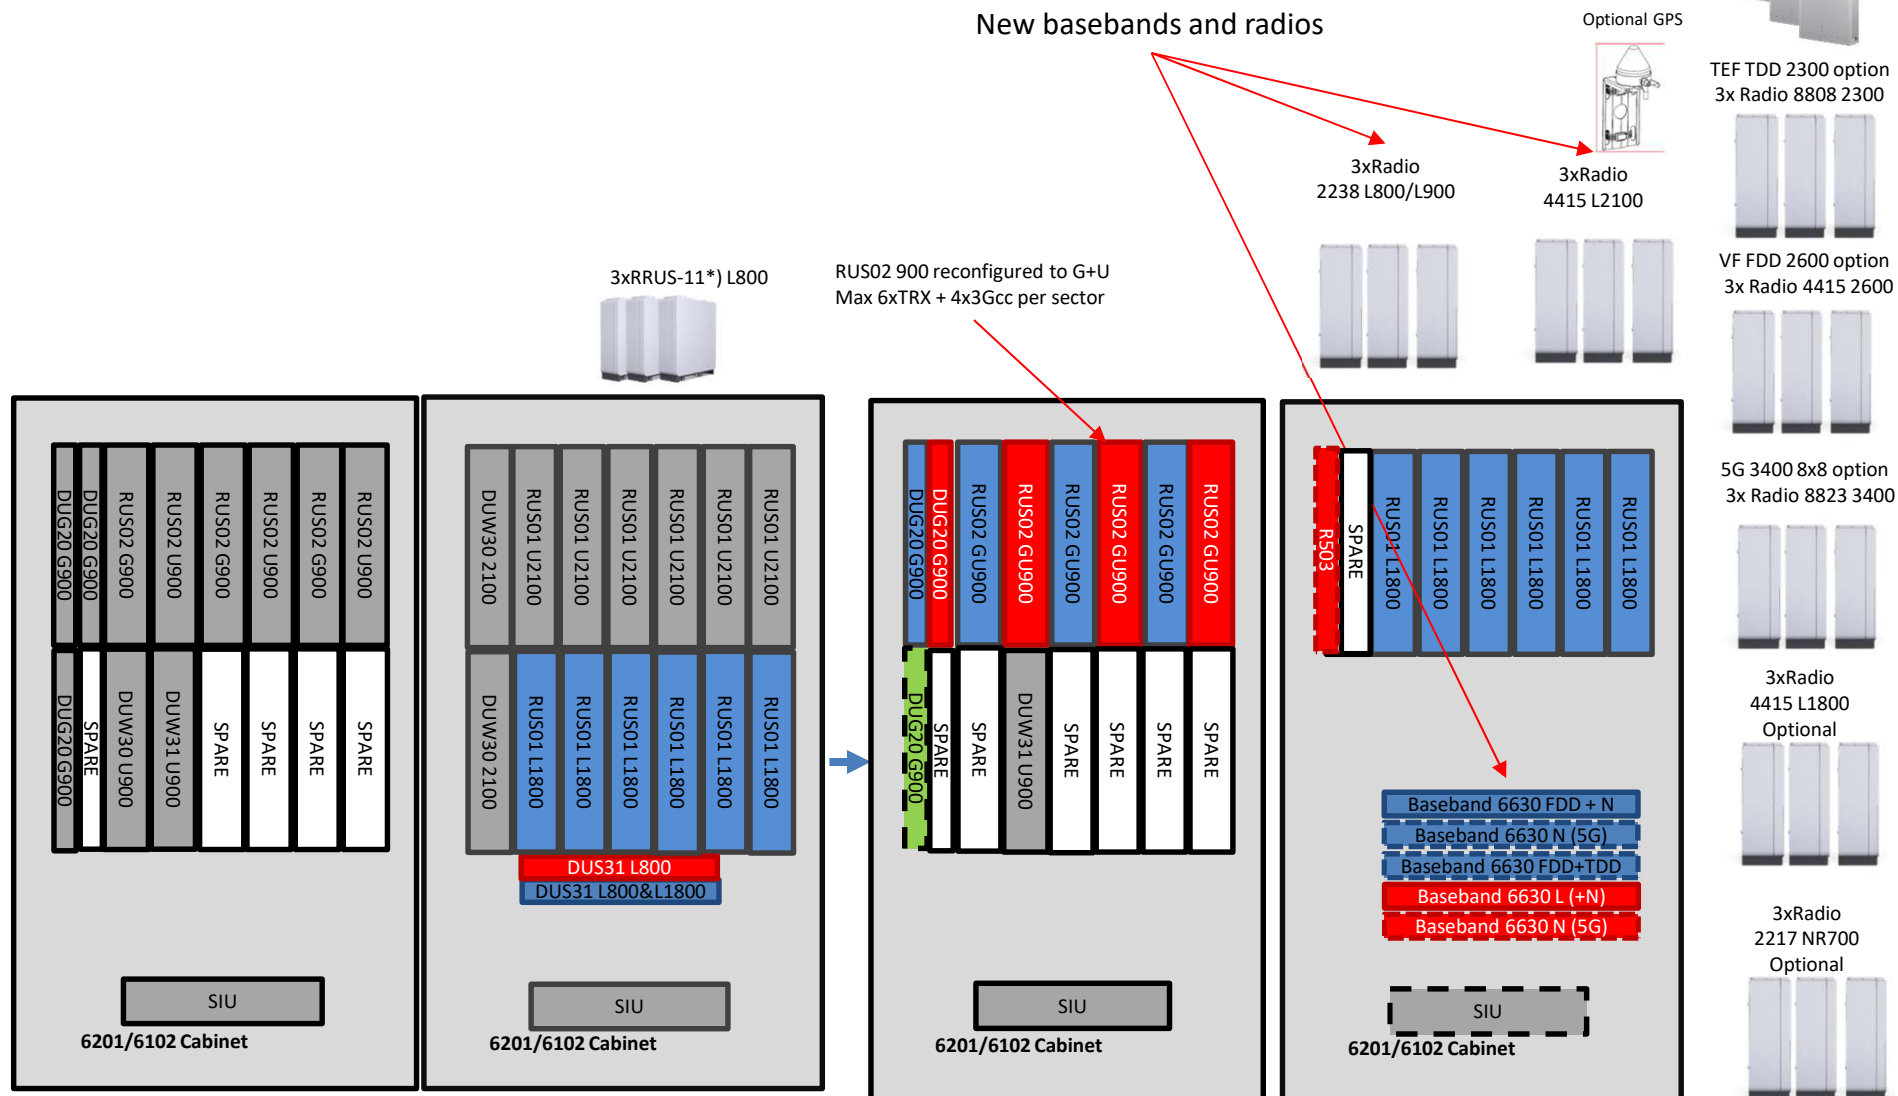 New basebands and radios
Optional GPS
TEF TDD 2300 option
3x Radio 8808 2300
3xRadio
2238 L800/L900
3xRadio
4415 L2100
VF FDD 2600 option
3x Radio 4415 2600
3xRRUS-11*) L800
RUS02 900 reconfigured to G+U
Max 6xTRX + 4x3Gcc per sector
5G 3400 8x8 option
3x Radio 8823 3400
3xRadio
4415 L1800
Optional
3xRadio
2217 NR700
Optional
DUG20 G900
DUG20 G900
RUS02 G900
RUS02 U900
RUS02 G900
RUS02 U900
RUS02 G900
RUS02 U900
DUG20 G900
SPARE
DUW30 U900
DUW31 U900
SPARE
SPARE
SPARE
SPARE
SIU
6201/6102 Cabinet
DUW30 2100
RUS01 U2100
RUS01 U2100
RUS01 U2100
RUS01 U2100
RUS01 U2100
RUS01 U2100
DUW30 2100
RUS01 L1800
RUS01 L1800
RUS01 L1800
RUS01 L1800
RUS01 L1800
RUS01 L1800
DUS31 L800
DUS31 L800&L1800
SIU
6201/6102 Cabinet
DUG20 G900
DUG20 G900
RUS02 GU900
RUS02 GU900
RUS02 GU900
RUS02 GU900
RUS02 GU900
RUS02 GU900
DUG20 G900
SPARE
SPARE
DUW31 U900
SPARE
SPARE
SPARE
SPARE
SIU
6201/6102 Cabinet
R503
SPARE
RUS01 L1800
RUS01 L1800
RUS01 L1800
RUS01 L1800
RUS01 L1800
RUS01 L1800
Baseband 6630 FDD + N
Baseband 6630 N (5G)
Baseband 6630 FDD+TDD
Baseband 6630 L (+N)
Baseband 6630 N (5G)
SIU
6201/6102 Cabinet